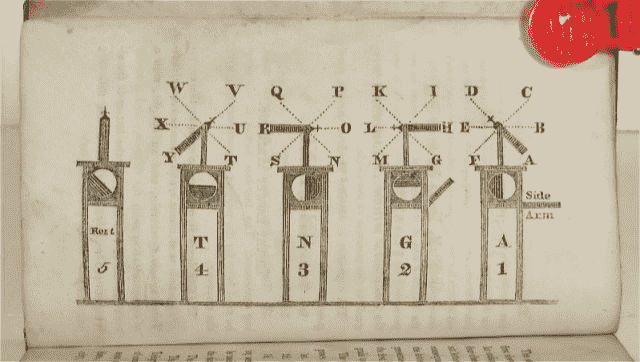 W V Q P K I D C
X U R O L H E B
Y T S N M G F A
Side
Arm
Rest T N G A
5 4 3 2 1